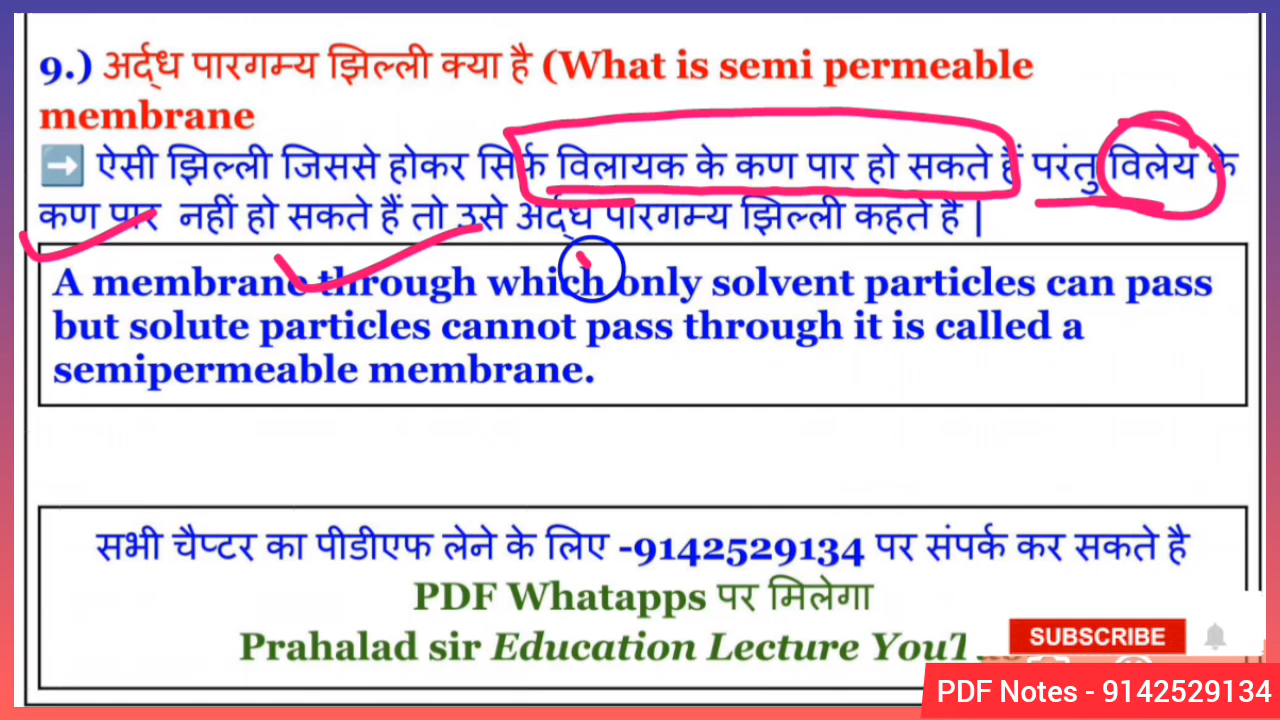 9.) अर्द्ध पारगम्य झिल्ली क्या है (What is semi permeable
membrane
➡ ऐसी झिल्ली जिससे होकर सिर्फ विलायक के कण पार हो सकते हैं परंतु विलेय के
कण पार नहीं हो सकते हैं तो उसे अर्द्ध पारगम्य झिल्ली कहते है |
A membrane through which only solvent particles can pass
but solute particles cannot pass through it is called a
semipermeable membrane.
सभी चैप्टर का पीडीएफ लेने के लिए -9142529134 पर संपर्क कर सकते है
PDF Whatapps पर मिलेगा
Prahalad sir Education Lecture
SUBSCRIBE
PDF Notes - 9142529134